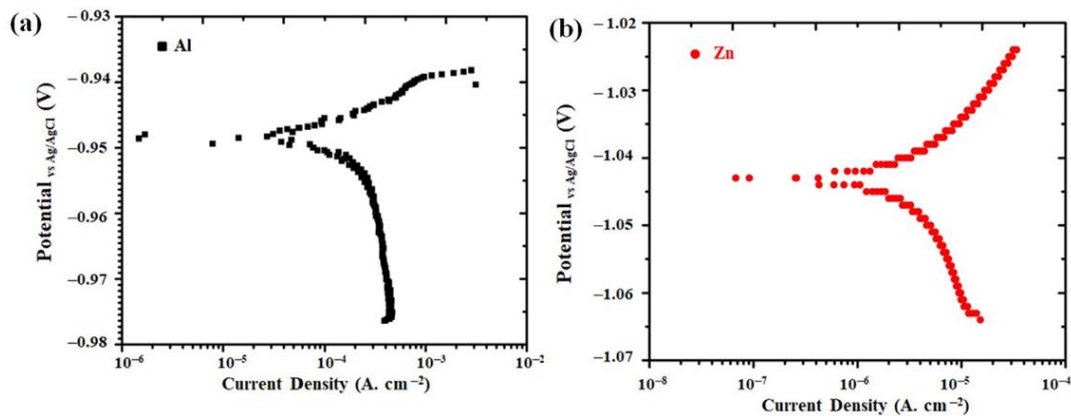 (a)
Al
−0.93
−0.94
−0.95
−0.96
−0.97
−0.98
Potential vs Ag/AgCl (V)
10⁻⁶ 10⁻⁵ 10⁻⁴ 10⁻³ 10⁻²
Current Density (A. cm⁻²)
(b)
Zn
−1.02
−1.03
−1.04
−1.05
−1.06
−1.07
Potential vs Ag/AgCl (V)
10⁻⁸ 10⁻⁷ 10⁻⁶ 10⁻⁵ 10⁻⁴
Current Density (A. cm⁻²)